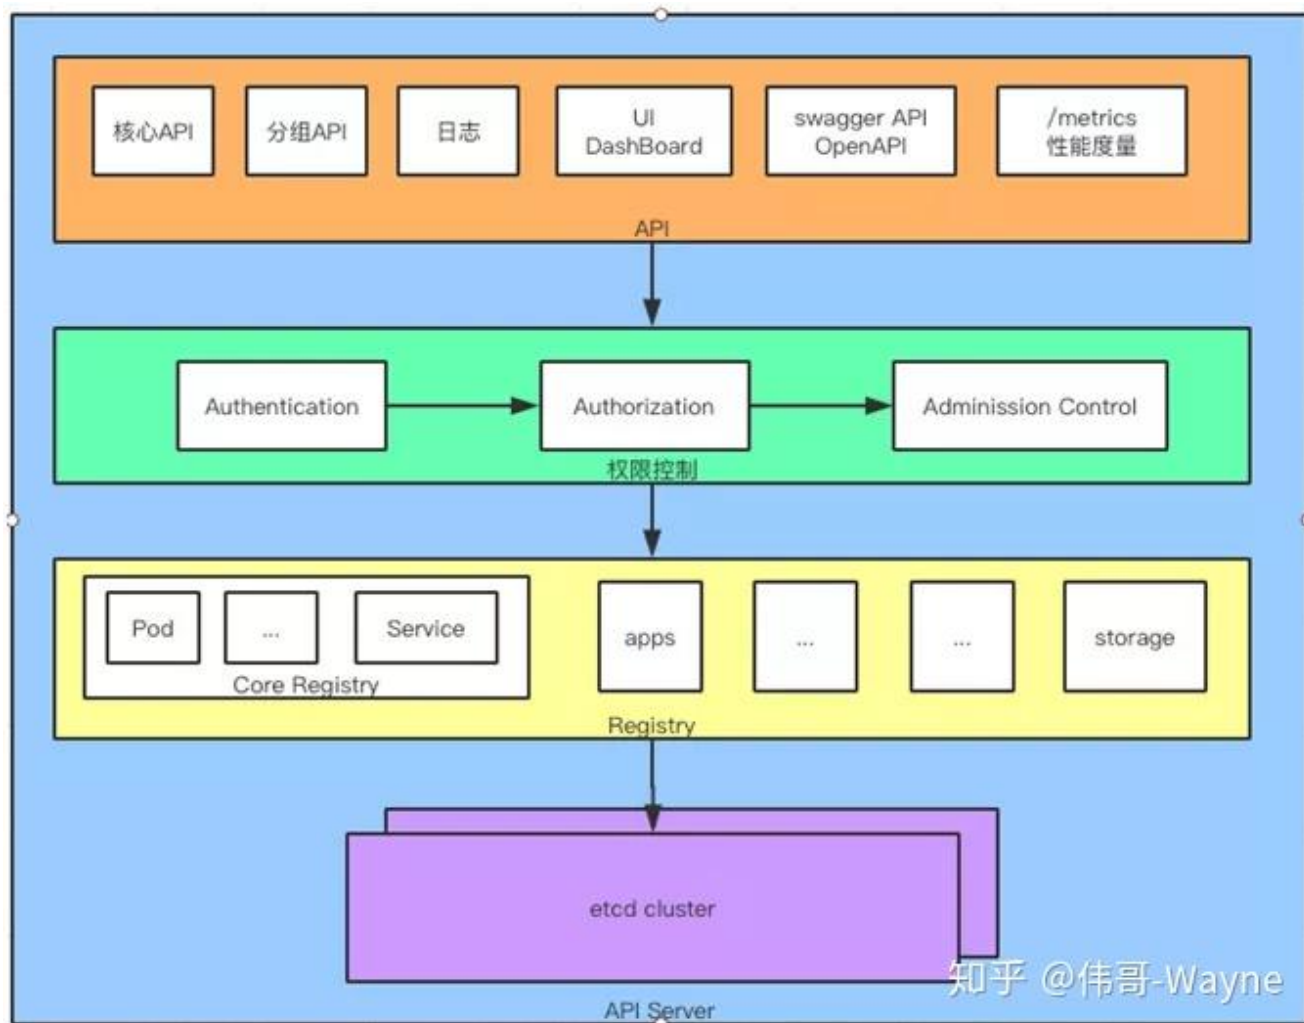 核心API
分组API
日志
UI
DashBoard
swagger API
OpenAPI
/metrics
性能度量
API
Authentication
Authorization
Adminission Control
权限控制
Pod
...
Service
Core Registry
apps
...
...
storage
Registry
etcd cluster
知乎 @伟哥-Wayne
API Server